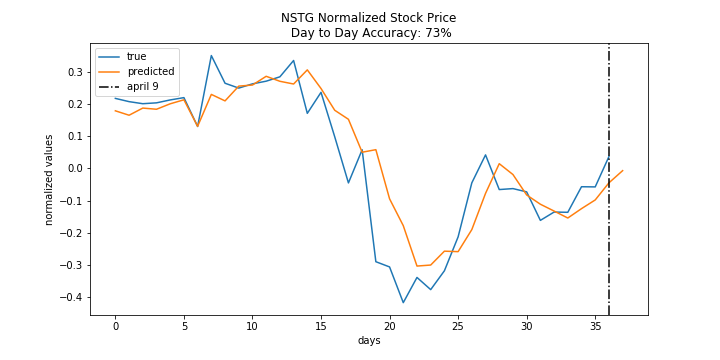 NSTG Normalized Stock Price
Day to Day Accuracy: 73%
true
predicted
april 9
normalized values
0.3
0.2
0.1
0.0
−0.1
−0.2
−0.3
−0.4
0 5 10 15 20 25 30 35
days